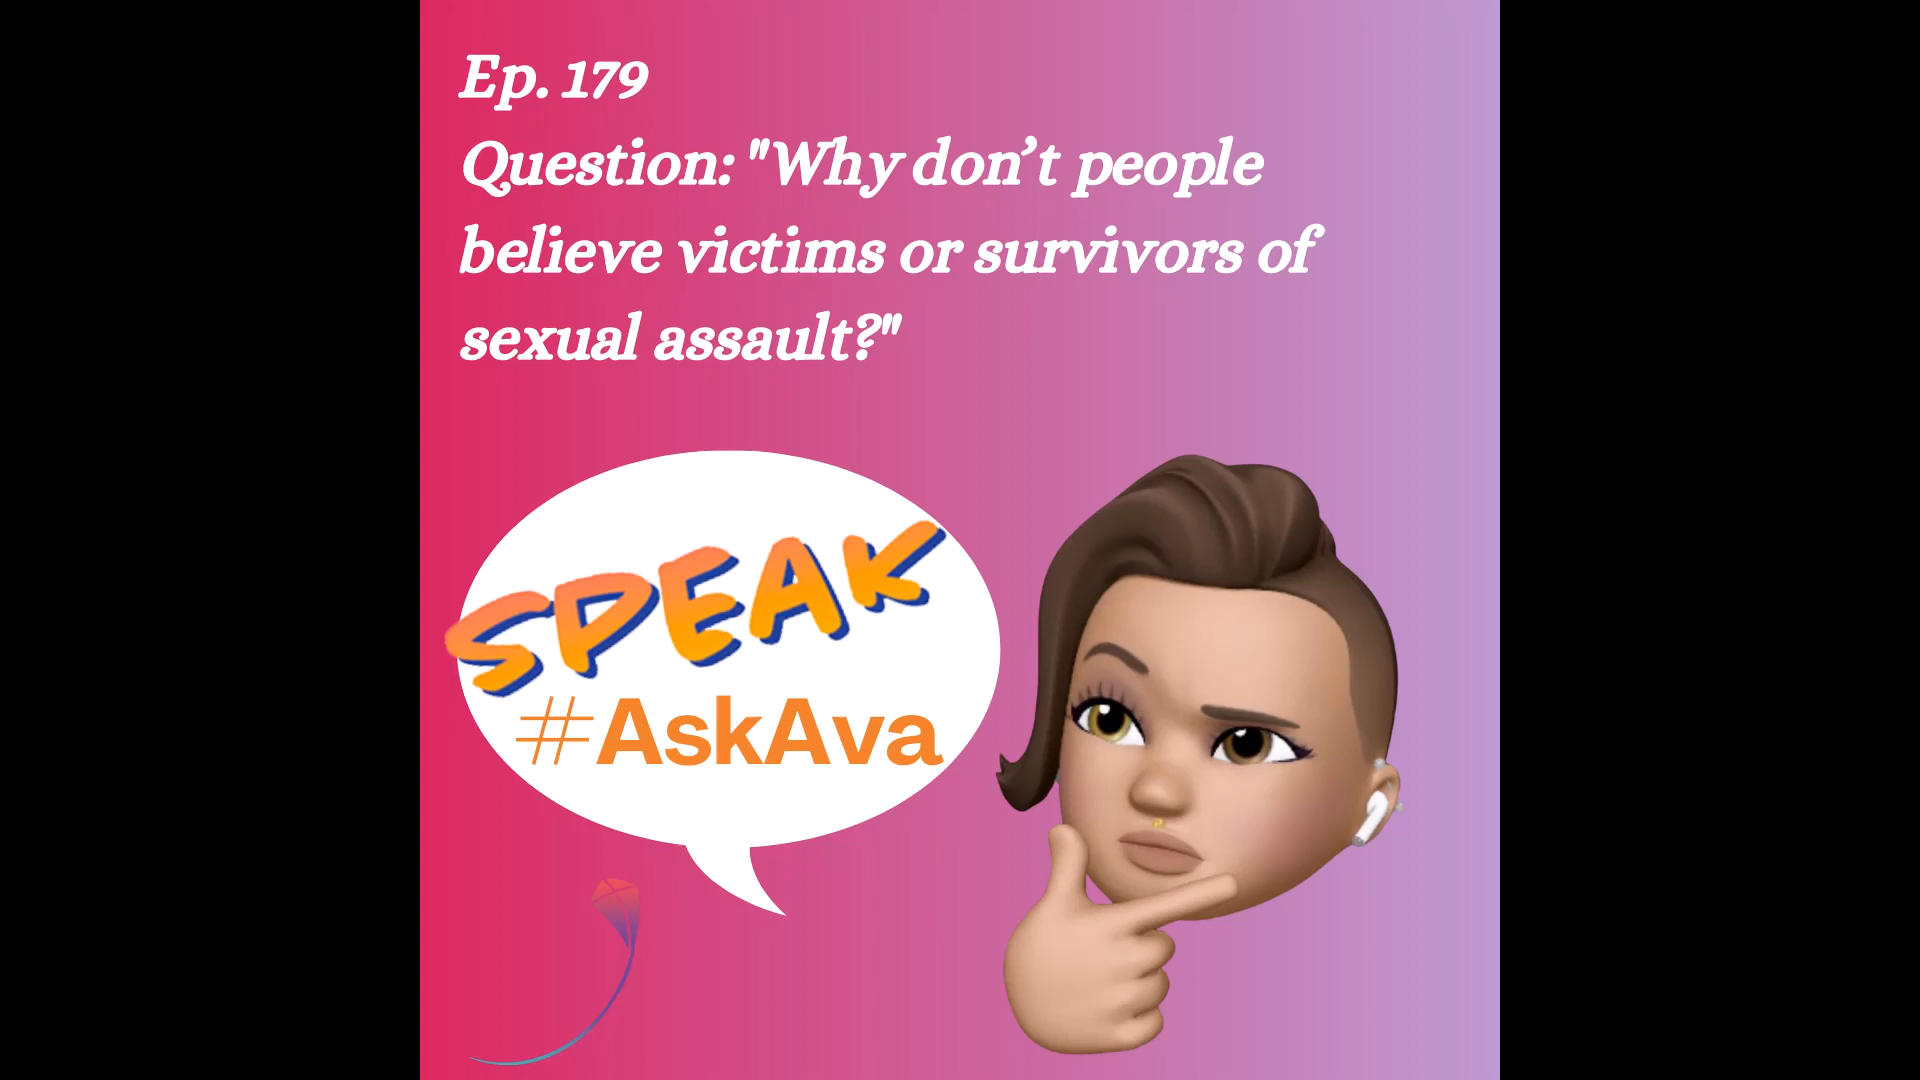 Ep. 179
Question: "Why don’t people
believe victims or survivors of
sexual assault?"
SPEAK
#AskAva